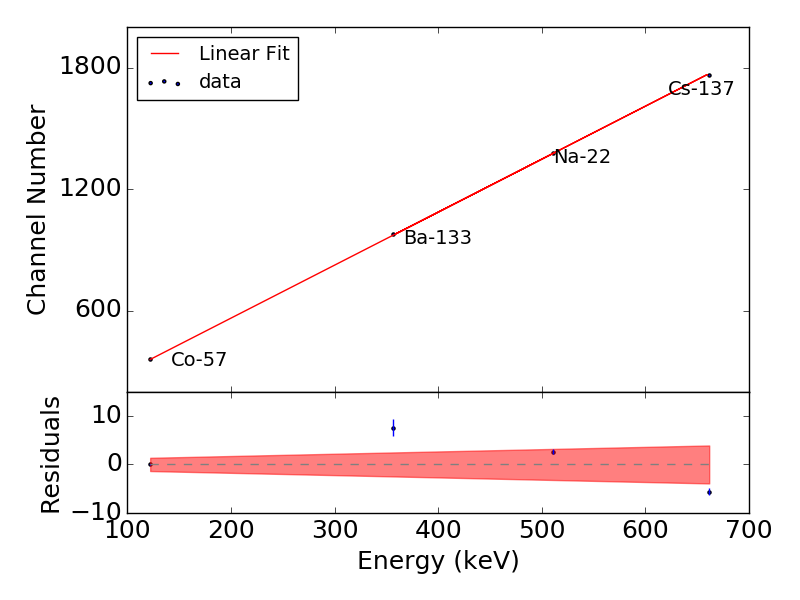 Linear Fit
data
1800
1200
600
Channel Number
Cs-137
Na-22
Ba-133
Co-57
10
0
−10
Residuals
100 200 300 400 500 600 700
Energy (keV)